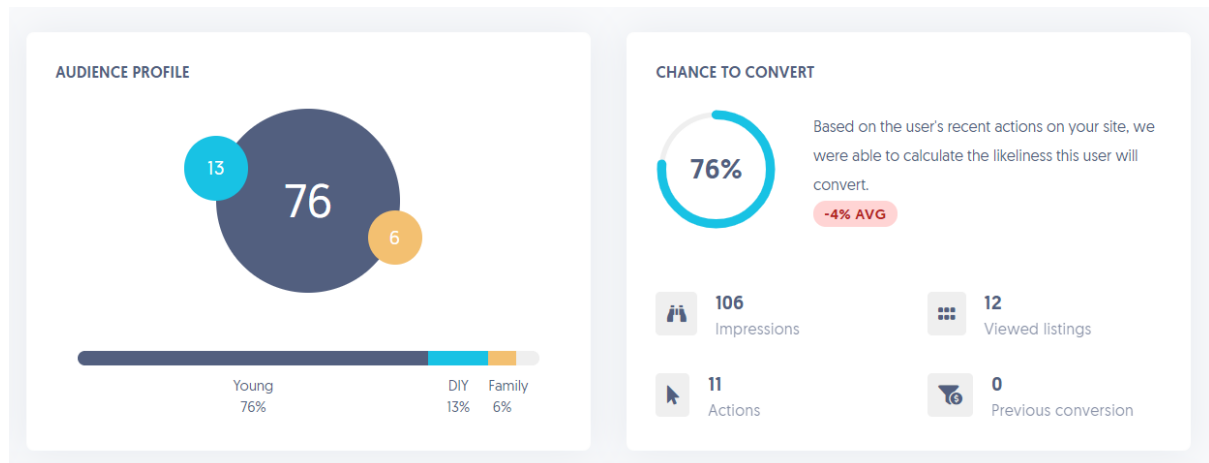 AUDIENCE PROFILE
13
76
6
Young
76%
DIY
13%
Family
6%
CHANCE TO CONVERT
76%
Based on the user's recent actions on your site, we
were able to calculate the likeliness this user will
convert.
-4% AVG
106
Impressions
12
Viewed listings
11
Actions
0
Previous conversion